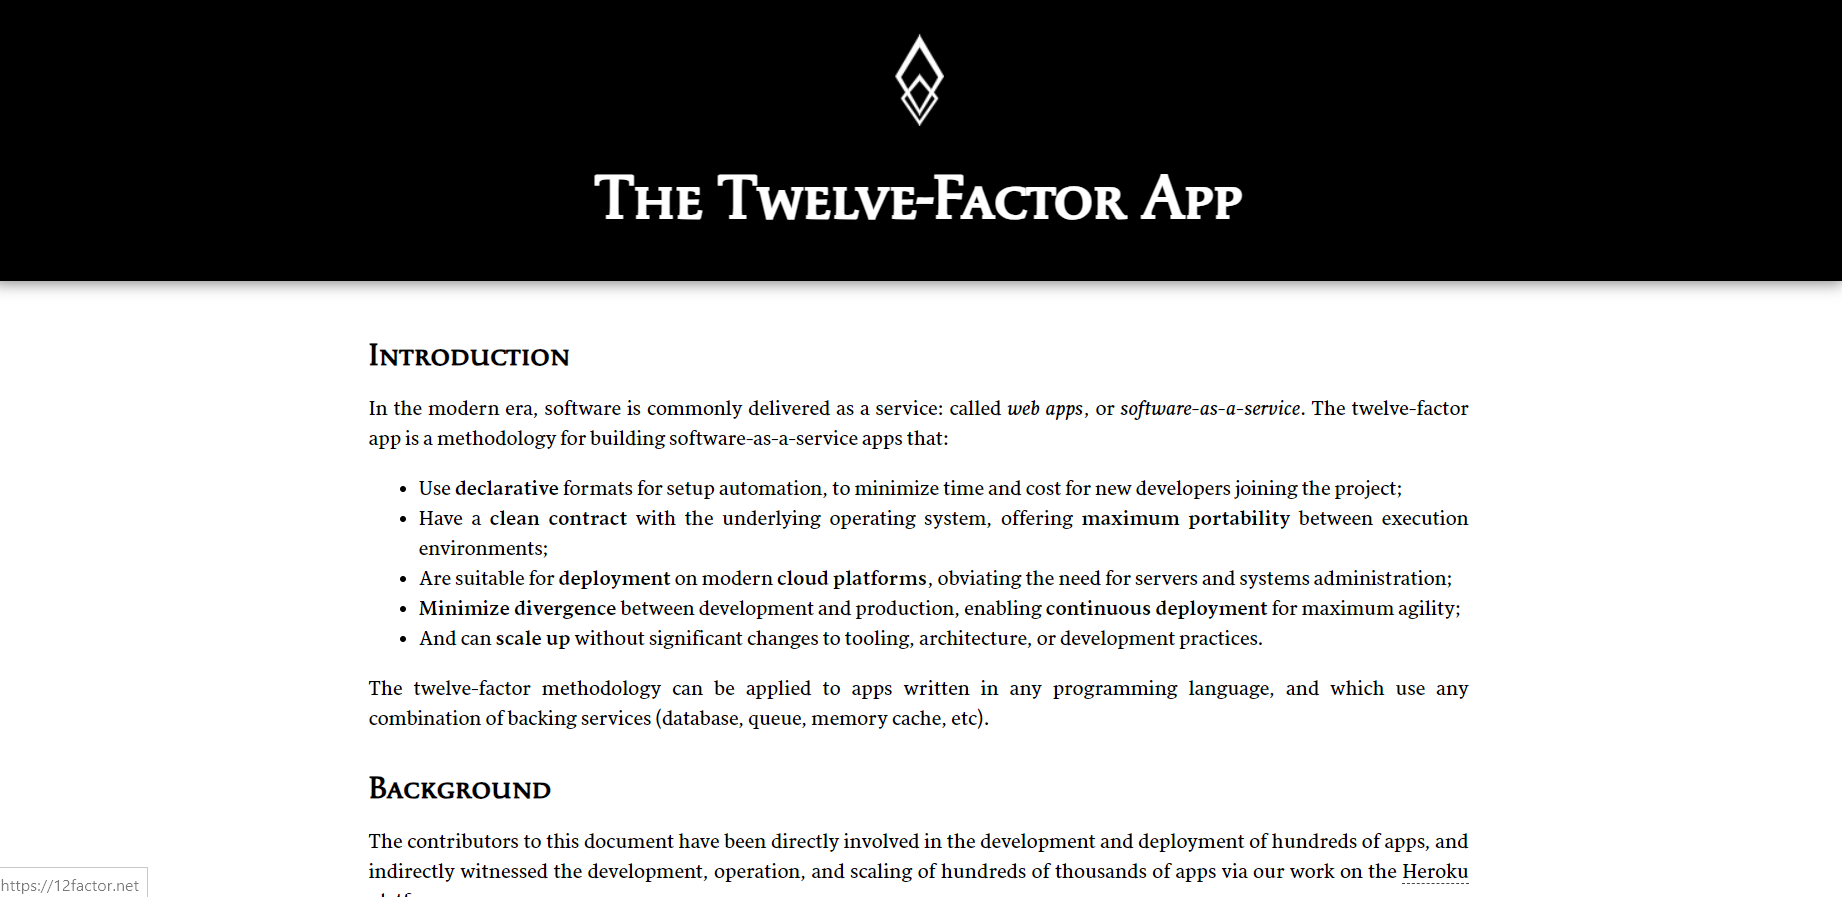 The Twelve-Factor App
Introduction
In the modern era, software is commonly delivered as a service: called web apps, or software-as-a-service. The twelve-factor
app is a methodology for building software-as-a-service apps that:
• Use declarative formats for setup automation, to minimize time and cost for new developers joining the project;
• Have a clean contract with the underlying operating system, offering maximum portability between execution
environments;
• Are suitable for deployment on modern cloud platforms, obviating the need for servers and systems administration;
• Minimize divergence between development and production, enabling continuous deployment for maximum agility;
• And can scale up without significant changes to tooling, architecture, or development practices.
The twelve-factor methodology can be applied to apps written in any programming language, and which use any
combination of backing services (database, queue, memory cache, etc).
Background
The contributors to this document have been directly involved in the development and deployment of hundreds of apps, and
indirectly witnessed the development, operation, and scaling of hundreds of thousands of apps via our work on the Heroku
https://12factor.net